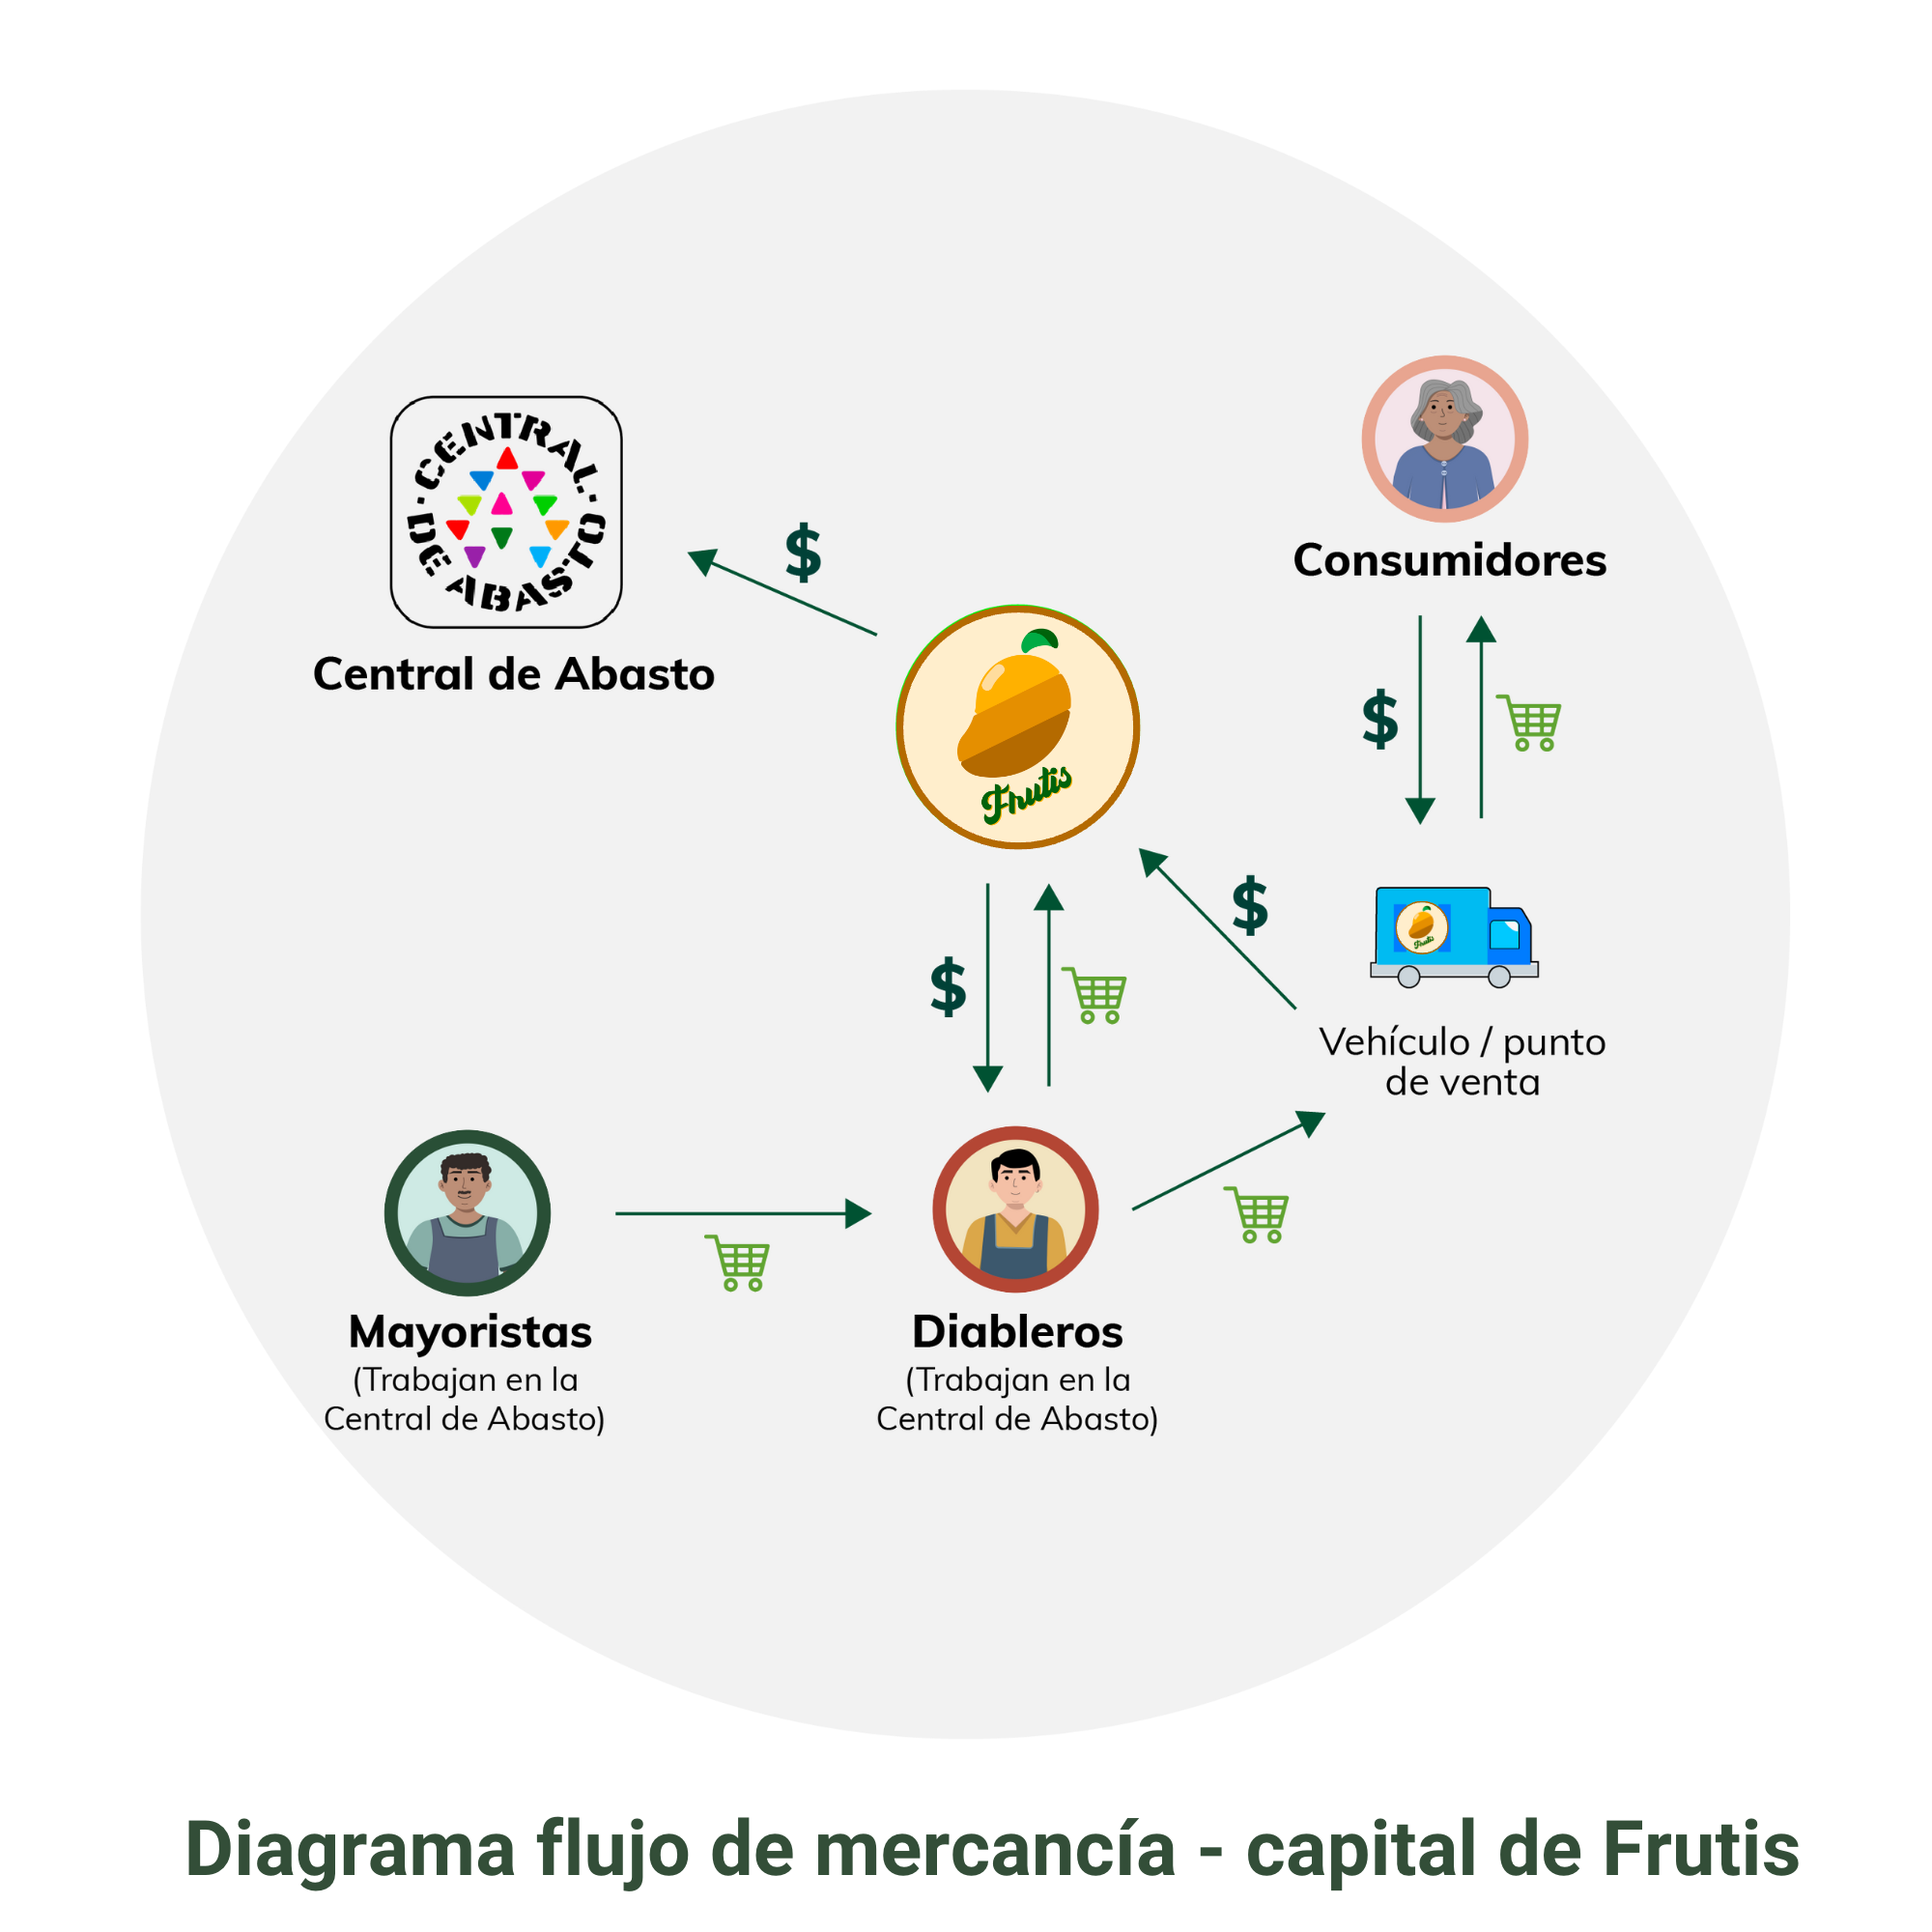 CENTRAL DE ABASTO
Central de Abasto
$
Consumidores
Frutis
$
$
Frutis
$
Vehículo / punto
de venta
Mayoristas
(Trabajan en la
Central de Abasto)
Diableros
(Trabajan en la
Central de Abasto)
Diagrama flujo de mercancía - capital de Frutis